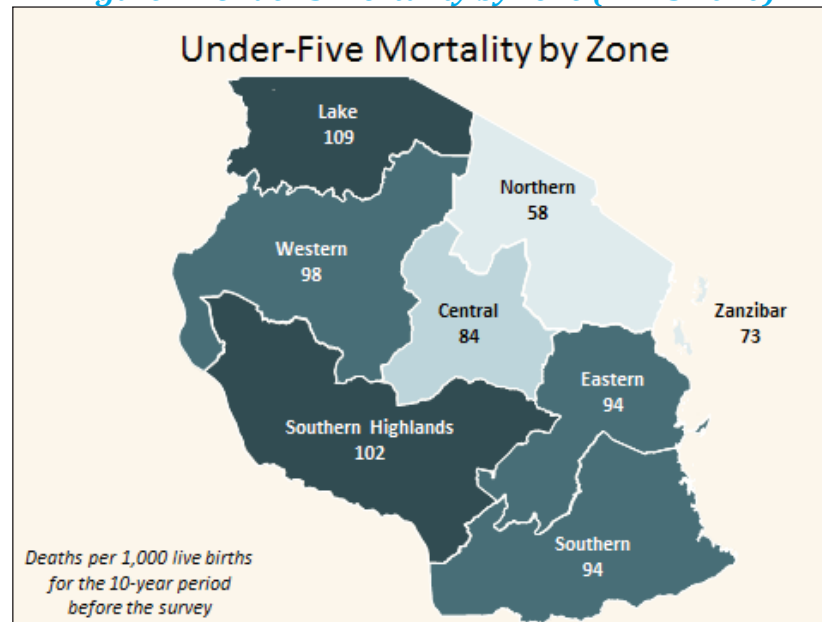 Under-Five Mortality by Zone
Lake
109
Northern
58
Western
98
Central
84
Zanzibar
73
Eastern
94
Southern Highlands
102
Southern
94
Deaths per 1,000 live births
for the 10-year period
before the survey